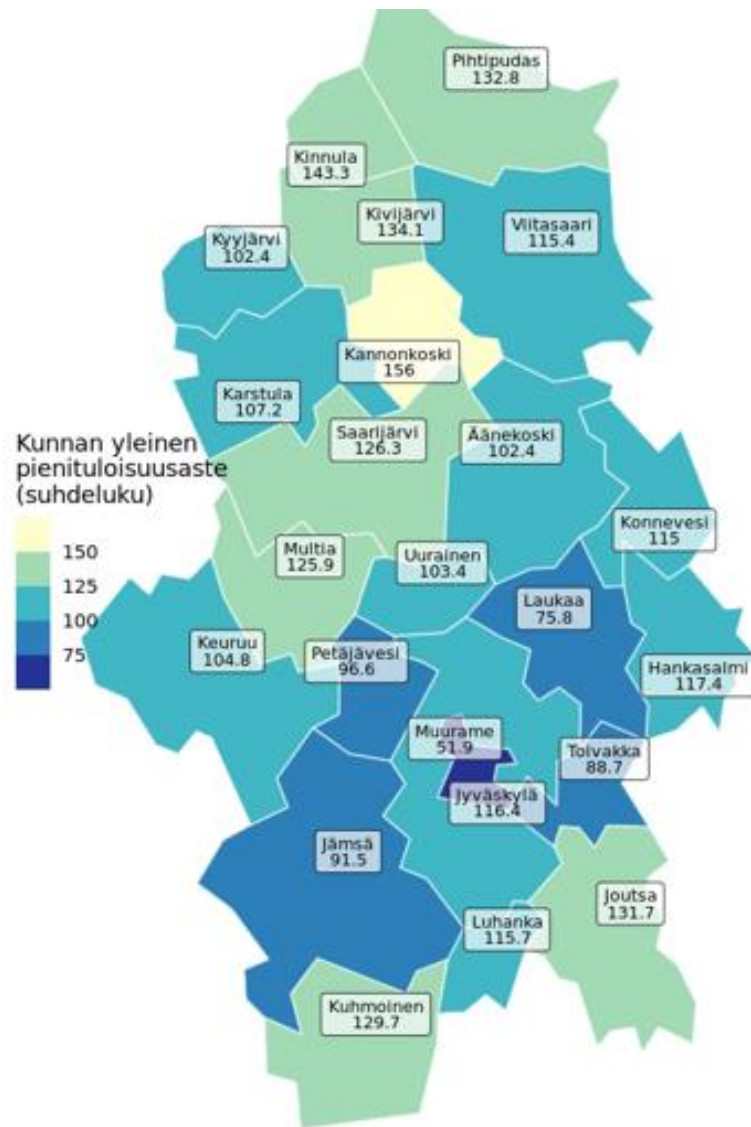 Pihtipudas
132.8
Kinnula
143.3
Kivijärvi
134.1
Viitasaari
115.4
Kyyjärvi
102.4
Kannonkoski
156
Karstula
107.2
Saarijärvi
126.3
Äänekoski
102.4
Kunnan yleinen
pienituloisuusaste
(suhdeluku)
150
125
100
75
Konnevesi
115
Multia
125.9
Uurainen
103.4
Laukaa
75.8
Keuruu
104.8
Petäjävesi
96.6
Hankasalmi
117.4
Muurame
51.9
Toivakka
88.7
Jyväskylä
116.4
Jämsä
91.5
Joutsa
131.7
Luhanka
115.7
Kuhmoinen
129.7